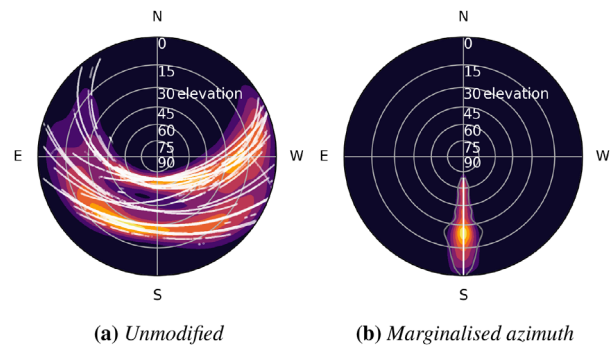 N
0
15
30 elevation
45
60
75
90
E
W
S
(a) Unmodified
N
0
15
30 elevation
45
60
75
90
E
W
S
(b) Marginalised azimuth